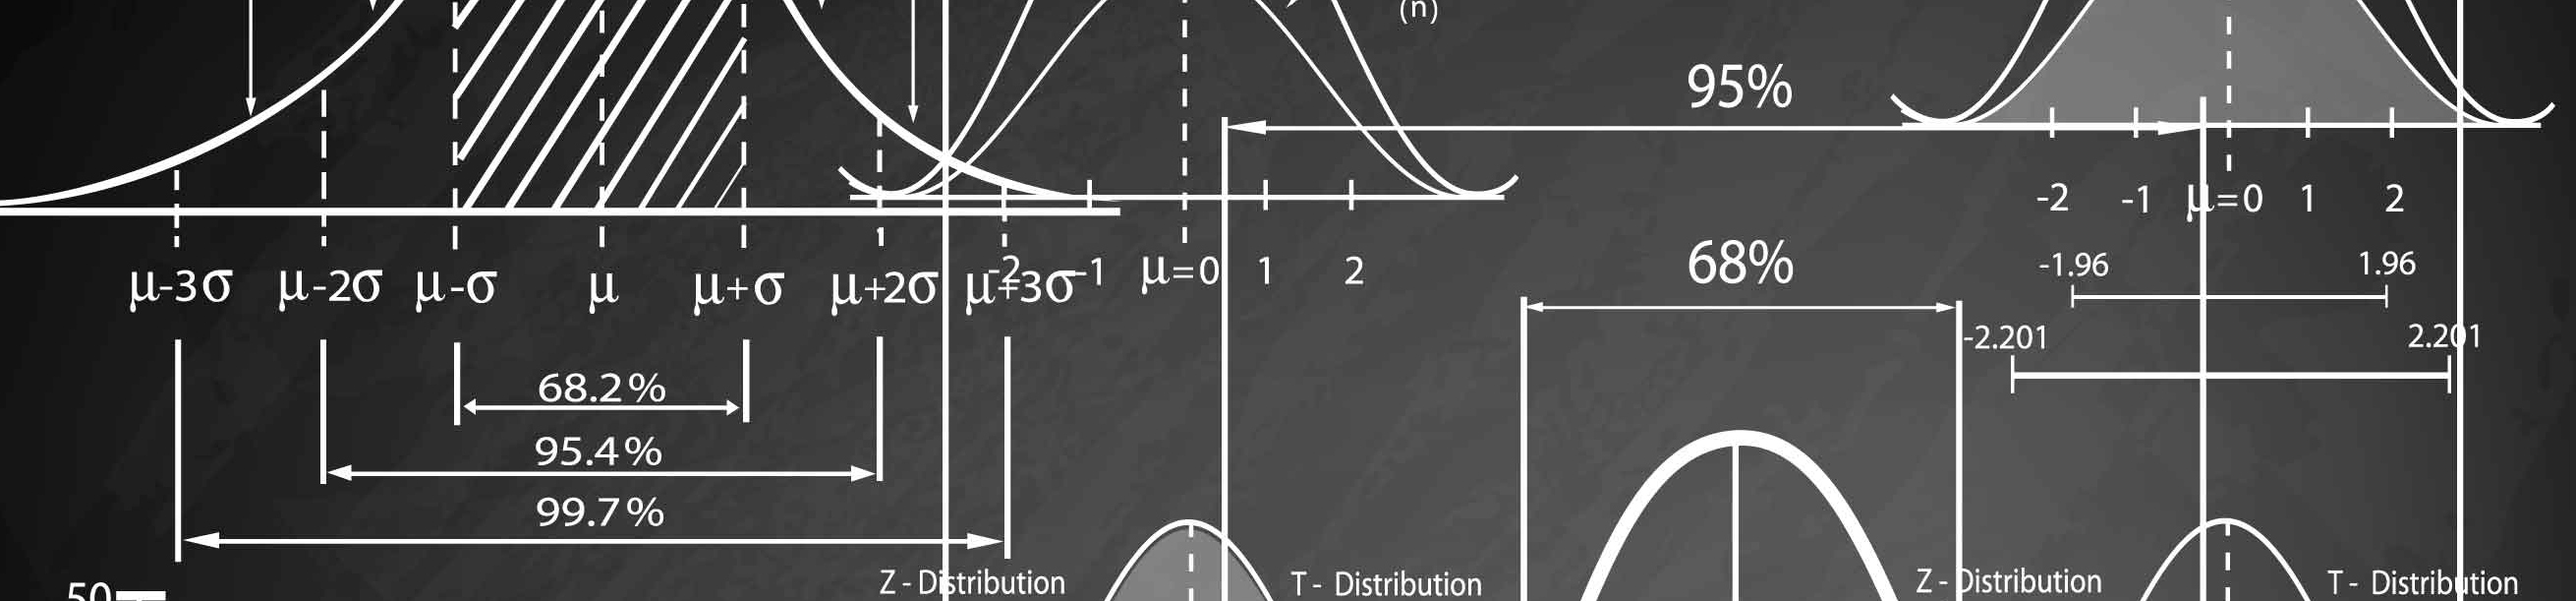 (n)
95%
-2 -1 μ=0 1 2
68%
-1.96 1.96
μ-3σ μ-2σ μ-σ μ μ+σ μ+2σ μ+3σ
-2 -1 μ=0 1 2
-2.201 2.201
68.2%
95.4%
99.7%
Z - Distribution T - Distribution
Z - Distribution T - Distribution
50